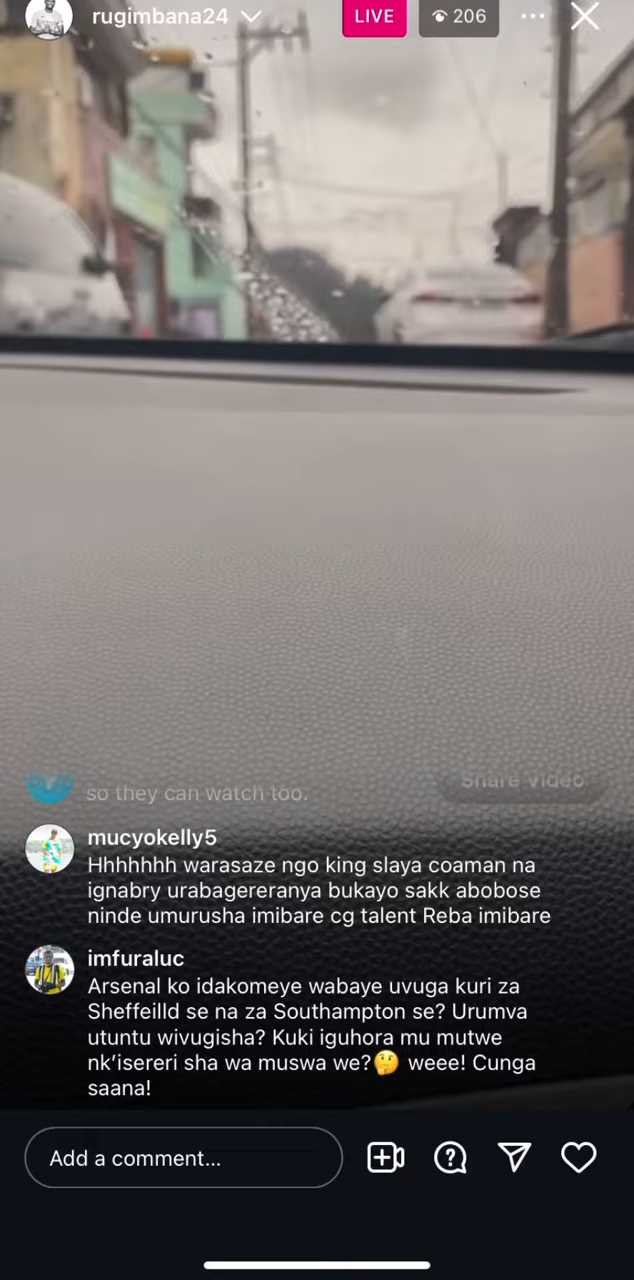 rugimbana24
LIVE
206
so they can watch too.
Share Video
mucyokelly5
Hhhhhhh warasaze ngo king slaya coaman na
ignabry urabagereranya bukayo sakk abobose
ninde umurusha imibare cg talent Reba imibare
imfuraluc
Arsenal ko idakomeye wabaye uvuga kuri za
Sheffeilld se na za Southampton se? Urumva
utuntu wivugisha? Kuki iguhora mu mutwe
nk’isereri sha wa muswa we?🤔 weee! Cunga
saana!
Add a comment...